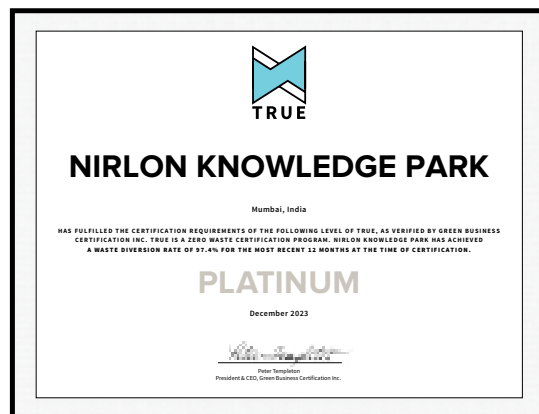 TRUE
NIRLON KNOWLEDGE PARK
Mumbai, India
HAS FULFILLED THE CERTIFICATION REQUIREMENTS OF THE FOLLOWING LEVEL OF TRUE, AS VERIFIED BY GREEN BUSINESS
CERTIFICATION INC. TRUE IS A ZERO WASTE CERTIFICATION PROGRAM. NIRLON KNOWLEDGE PARK HAS ACHIEVED
A WASTE DIVERSION RATE OF 97.4% FOR THE MOST RECENT 12 MONTHS AT THE TIME OF CERTIFICATION.
PLATINUM
December 2023
Peter Templeton
President & CEO, Green Business Certification Inc.